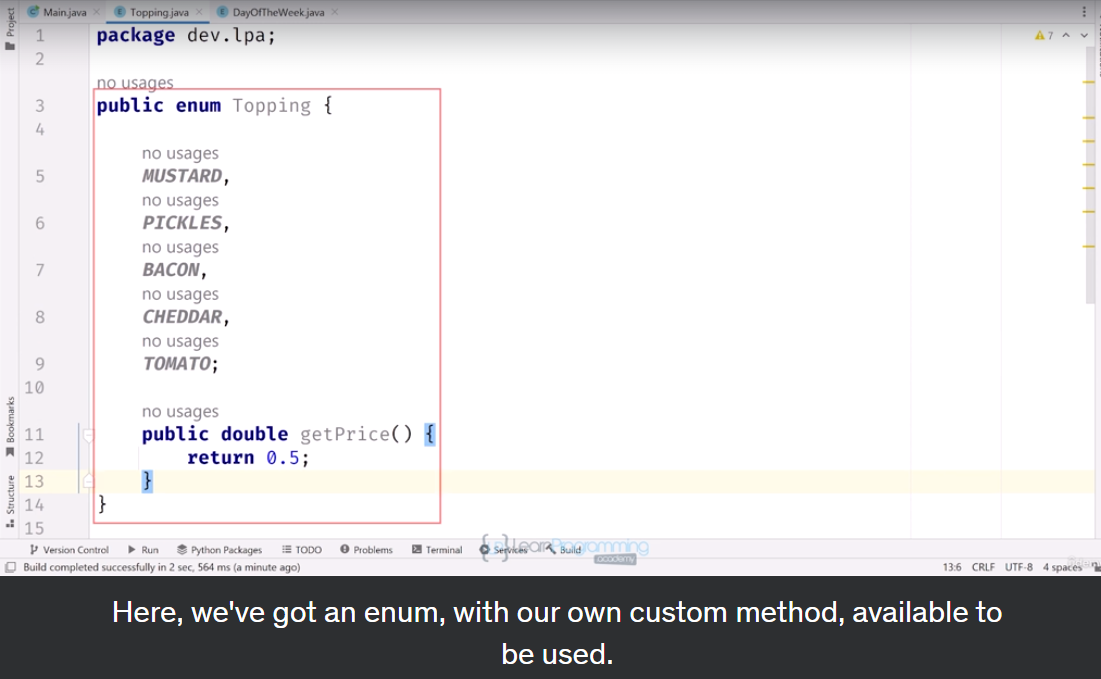 Project
Main.java
Topping.java
DayOfTheWeek.java
7
1 package dev.lpa;
2
no usages
3 public enum Topping {
4
no usages
5 MUSTARD,
no usages
6 PICKLES,
no usages
7 BACON,
no usages
8 CHEDDAR,
no usages
9 TOMATO;
10
no usages
11 public double getPrice() {
12 return 0.5;
13 }
14 }
15
Bookmarks
Structure
Version Control Run Python Packages TODO Problems Terminal Services Build
LearnProgramming
academy
Build completed successfully in 2 sec, 564 ms (a minute ago)
13:6 CRLF UTF-8 4 spaces
Here, we've got an enum, with our own custom method, available to
be used.